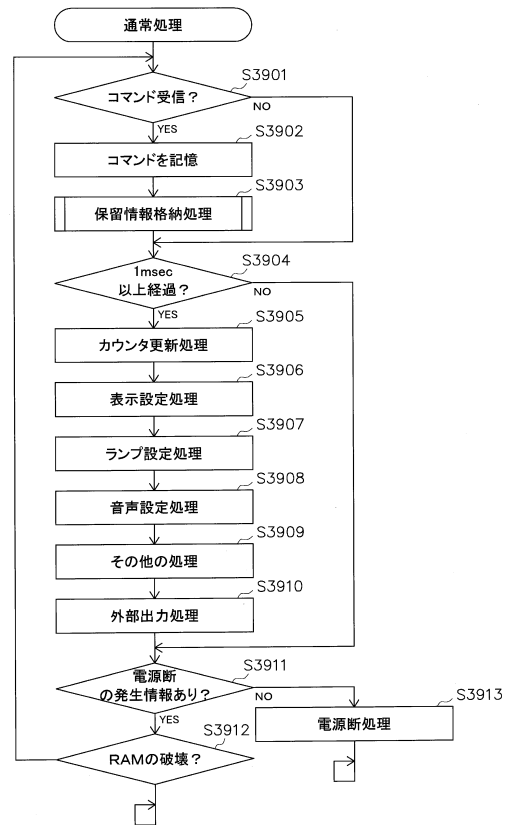 通常処理
S3901
コマンド受信？
NO
YES
S3902
コマンドを記憶
S3903
保留情報格納処理
S3904
1msec
以上経過？
NO
YES
S3905
カウンタ更新処理
S3906
表示設定処理
S3907
ランプ設定処理
S3908
音声設定処理
S3909
その他の処理
S3910
外部出力処理
S3911
電源断
の発生情報あり？
NO
YES
S3913
電源断処理
S3912
RAMの破壊？